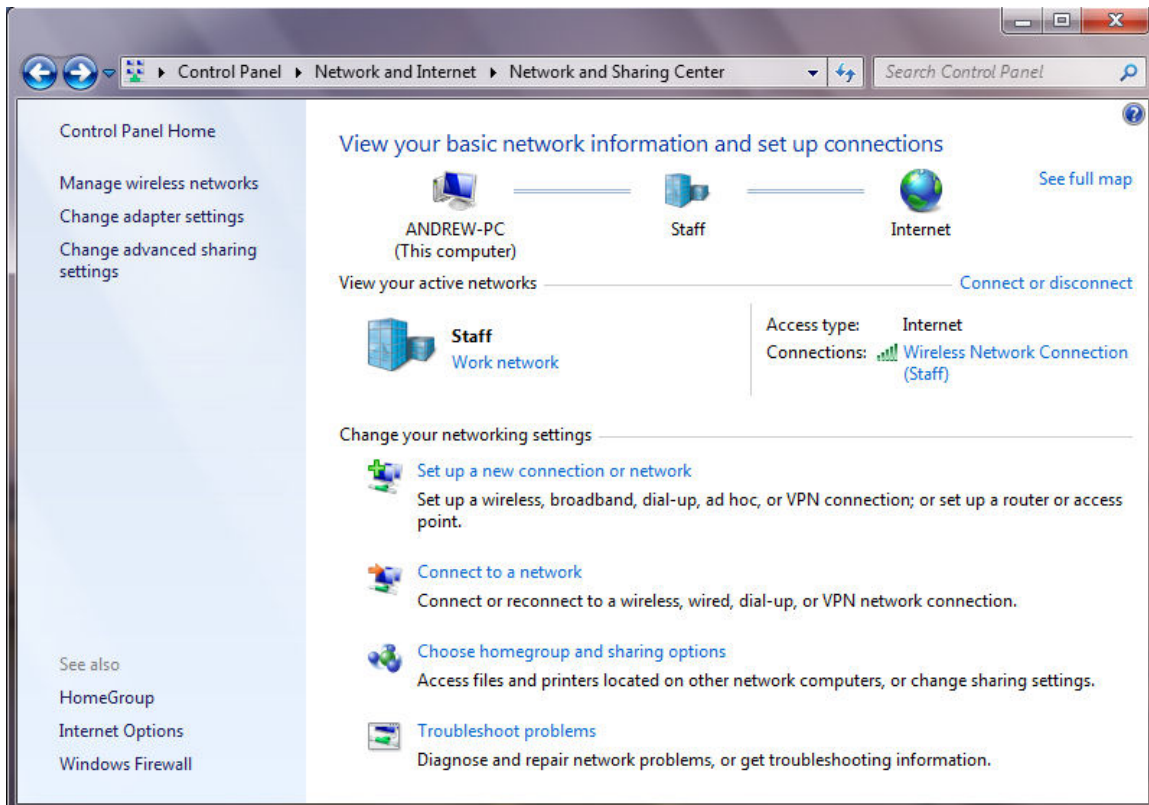 Control Panel ▸ Network and Internet ▸ Network and Sharing Center
Search Control Panel
Control Panel Home
Manage wireless networks
Change adapter settings
Change advanced sharing
settings
See also
HomeGroup
Internet Options
Windows Firewall
View your basic network information and set up connections
See full map
ANDREW-PC
(This computer)
Staff
Internet
View your active networks
Connect or disconnect
Staff
Work network
Access type: Internet
Connections: Wireless Network Connection
(Staff)
Change your networking settings
Set up a new connection or network
Set up a wireless, broadband, dial-up, ad hoc, or VPN connection; or set up a router or access
point.
Connect to a network
Connect or reconnect to a wireless, wired, dial-up, or VPN network connection.
Choose homegroup and sharing options
Access files and printers located on other network computers, or change sharing settings.
Troubleshoot problems
Diagnose and repair network problems, or get troubleshooting information.